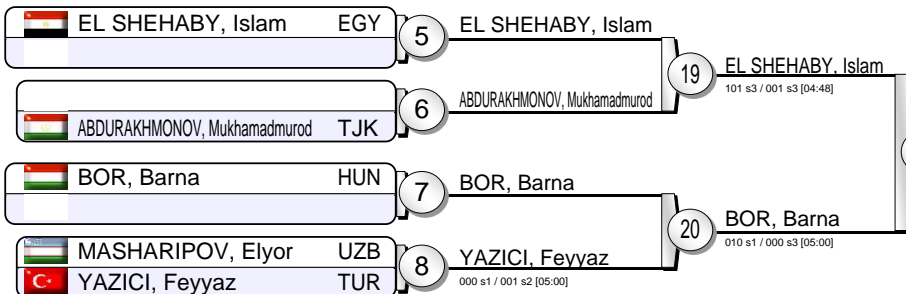 EL SHEHABY, Islam EGY
5
EL SHEHABY, Islam
19
EL SHEHABY, Islam
101 s3 / 001 s3 [04:48]
6
ABDURAKHMONOV, Mukhamadmurod
ABDURAKHMONOV, Mukhamadmurod TJK
BOR, Barna HUN
7
BOR, Barna
20
BOR, Barna
010 s1 / 000 s3 [05:00]
MASHARIPOV, Elyor UZB
8
YAZICI, Feyyaz
000 s1 / 001 s2 [05:00]
YAZICI, Feyyaz TUR